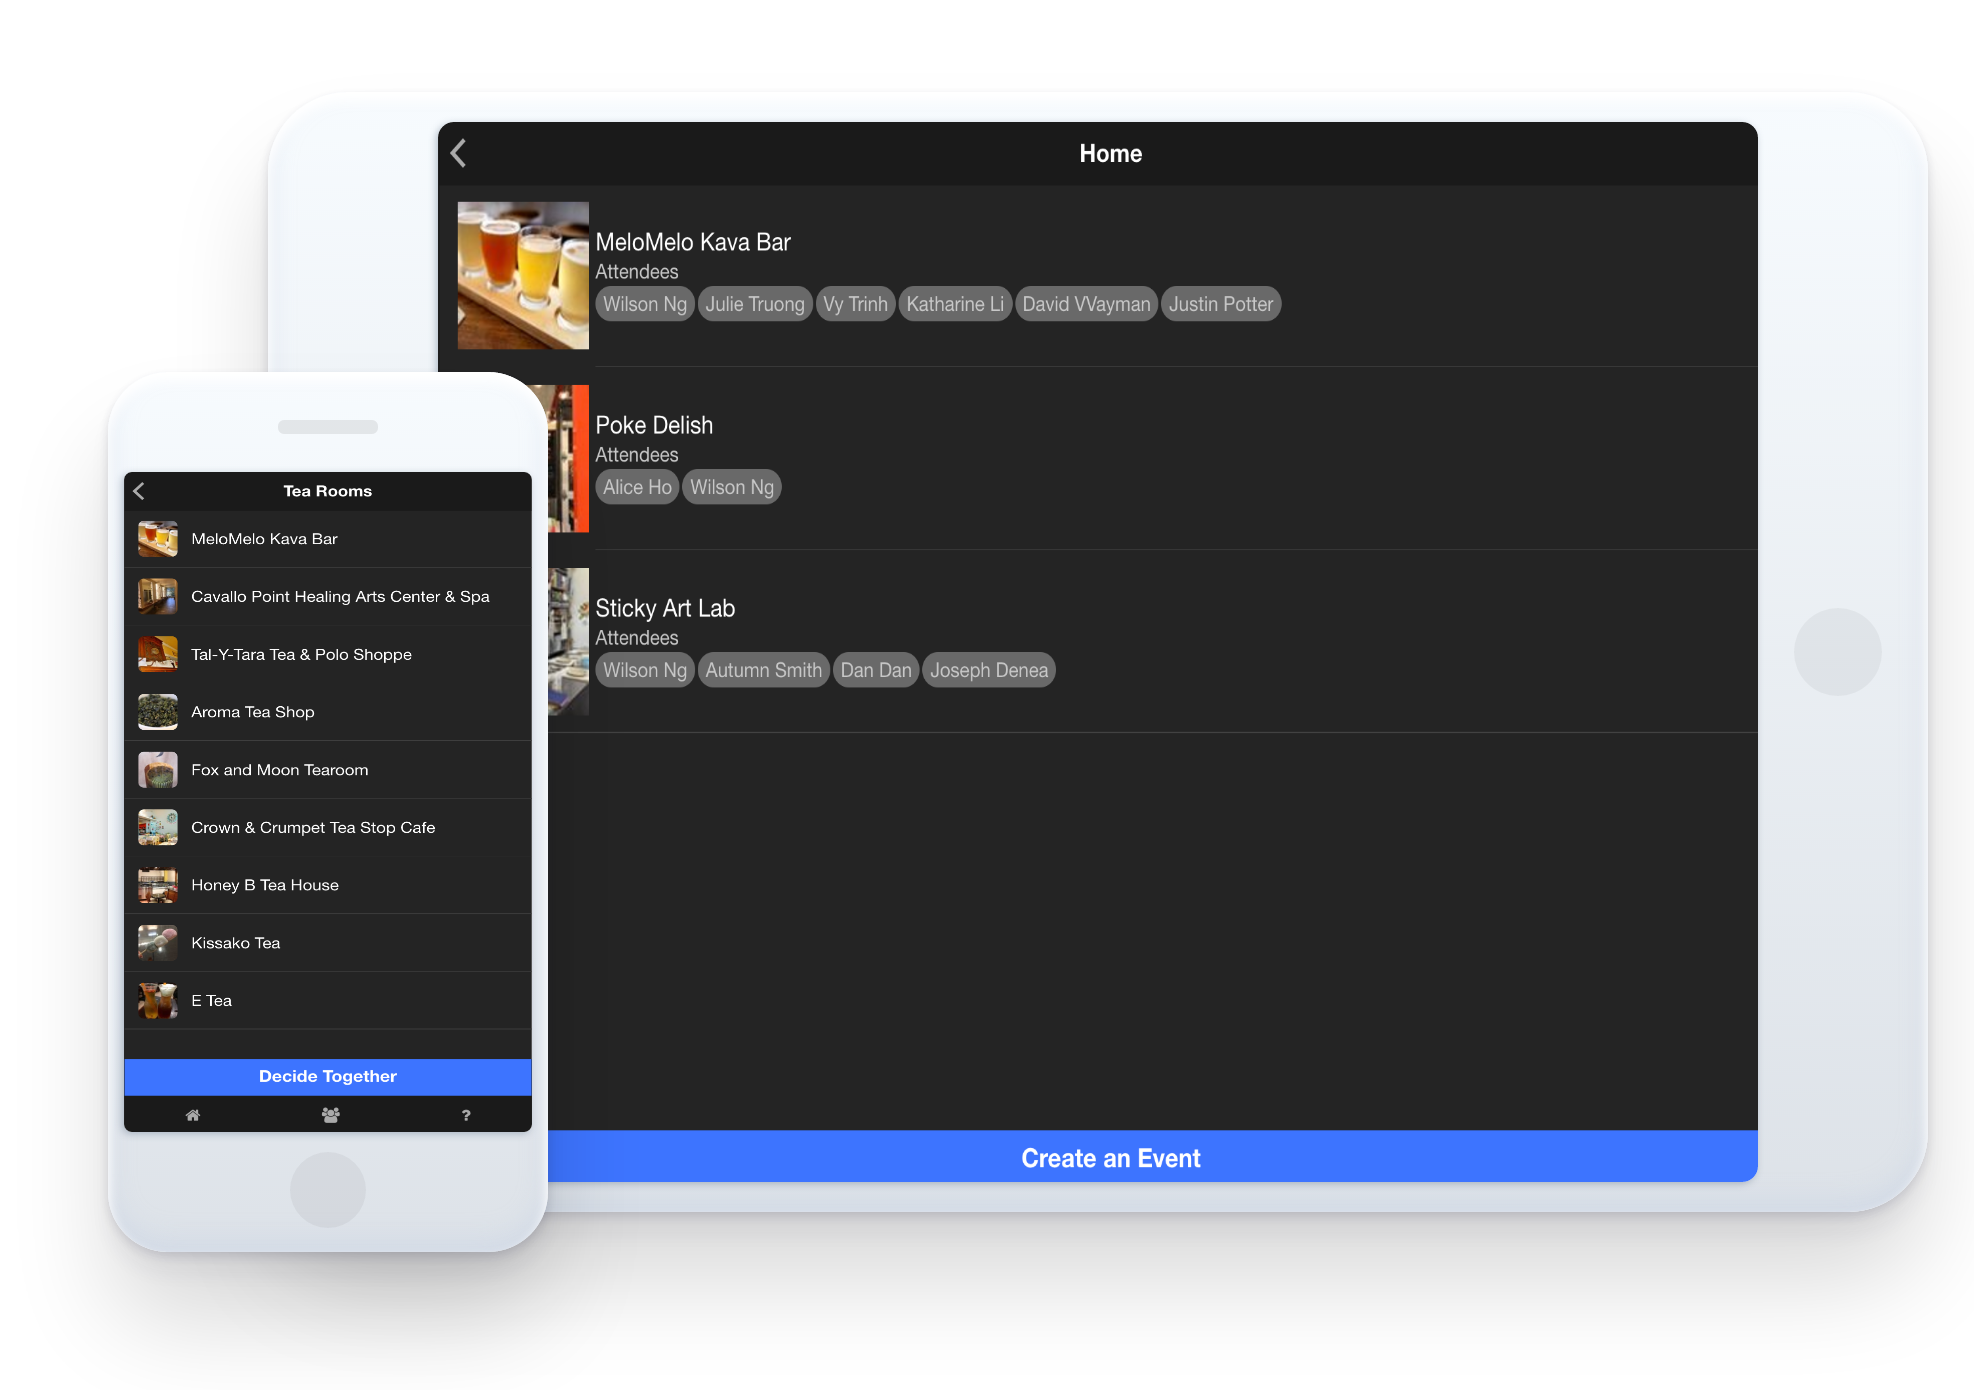 Home
MeloMelo Kava Bar
Attendees
Wilson Ng Julie Truong Vy Trinh Katharine Li David VVayman Justin Potter
Poke Delish
Attendees
Alice Ho Wilson Ng
Sticky Art Lab
Attendees
Wilson Ng Autumn Smith Dan Dan Joseph Denea
Create an Event
Tea Rooms
MeloMelo Kava Bar
Cavallo Point Healing Arts Center & Spa
Tal-Y-Tara Tea & Polo Shoppe
Aroma Tea Shop
Fox and Moon Tearoom
Crown & Crumpet Tea Stop Cafe
Honey B Tea House
Kissako Tea
E Tea
Decide Together
?